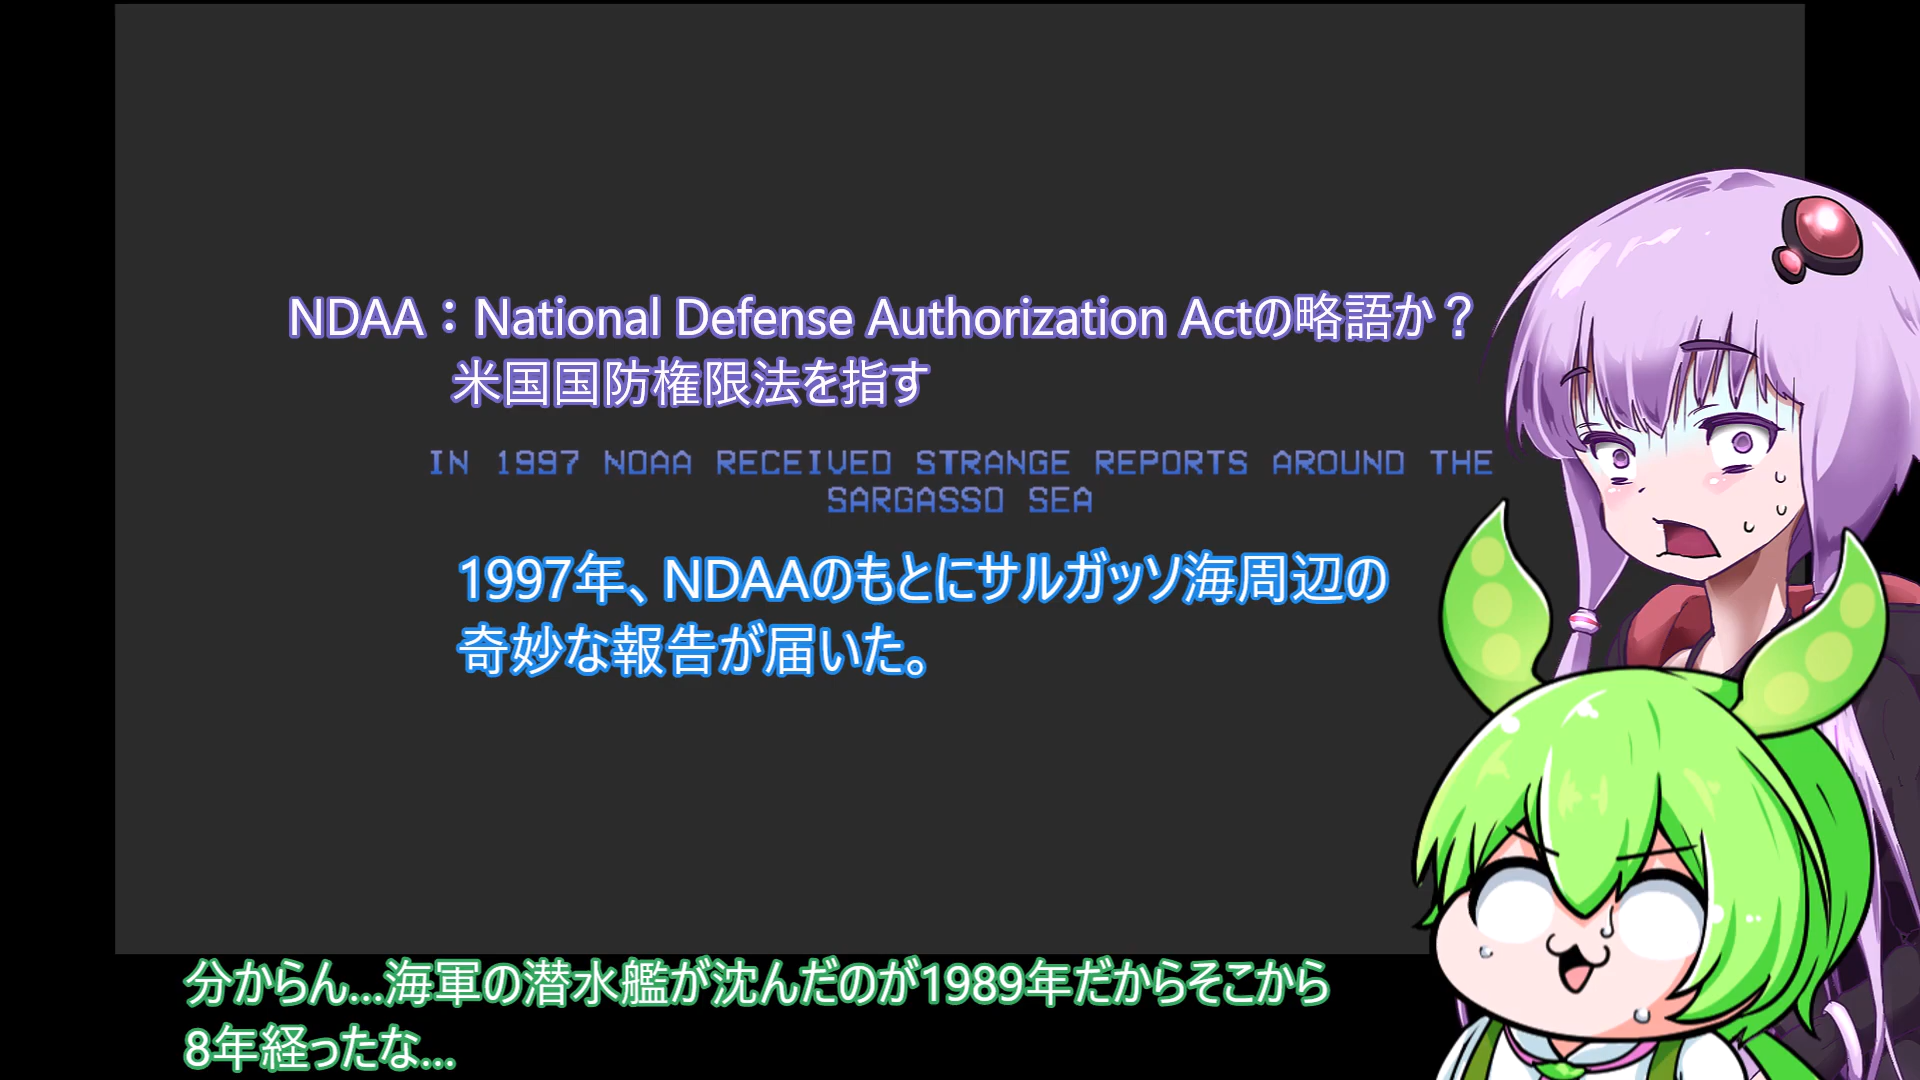 NDAA：National Defense Authorization Actの略語か？
米国国防権限法を指す
IN 1997 NOAA RECEIVED STRANGE REPORTS AROUND THE
SARGASSO SEA
1997年、NDAAのもとにサルガッソ海周辺の
奇妙な報告が届いた。
分からん...海軍の潜水艦が沈んだのが1989年だからそこから
8年経ったな...